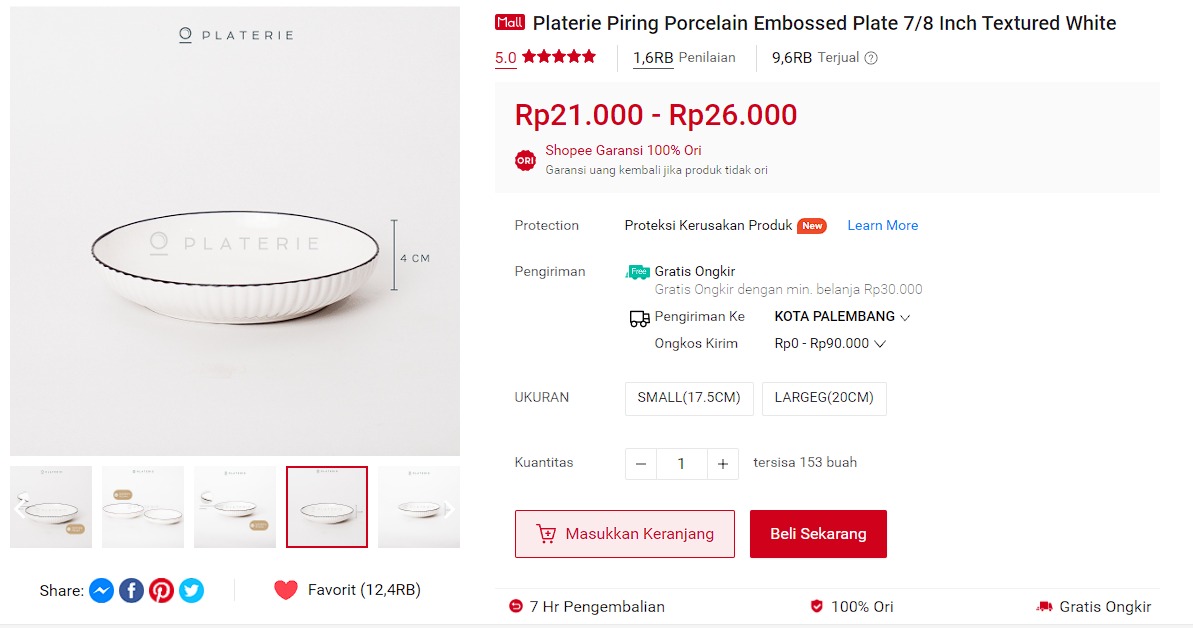 PLATERIE
PLATERIE
4 CM
Share:
Favorit (12,4RB)
Mall Platerie Piring Porcelain Embossed Plate 7/8 Inch Textured White
5.0 1,6RB Penilaian 9,6RB Terjual ?
Rp21.000 - Rp26.000
ORI Shopee Garansi 100% Ori
Garansi uang kembali jika produk tidak ori
Protection Proteksi Kerusakan Produk New Learn More
Pengiriman Free Gratis Ongkir
Gratis Ongkir dengan min. belanja Rp30.000
Pengiriman Ke KOTA PALEMBANG
Ongkos Kirim Rp0 - Rp90.000
UKURAN SMALL(17.5CM) LARGEG(20CM)
Kuantitas − 1 + tersisa 153 buah
Masukkan Keranjang Beli Sekarang
7 Hr Pengembalian 100% Ori Gratis Ongkir